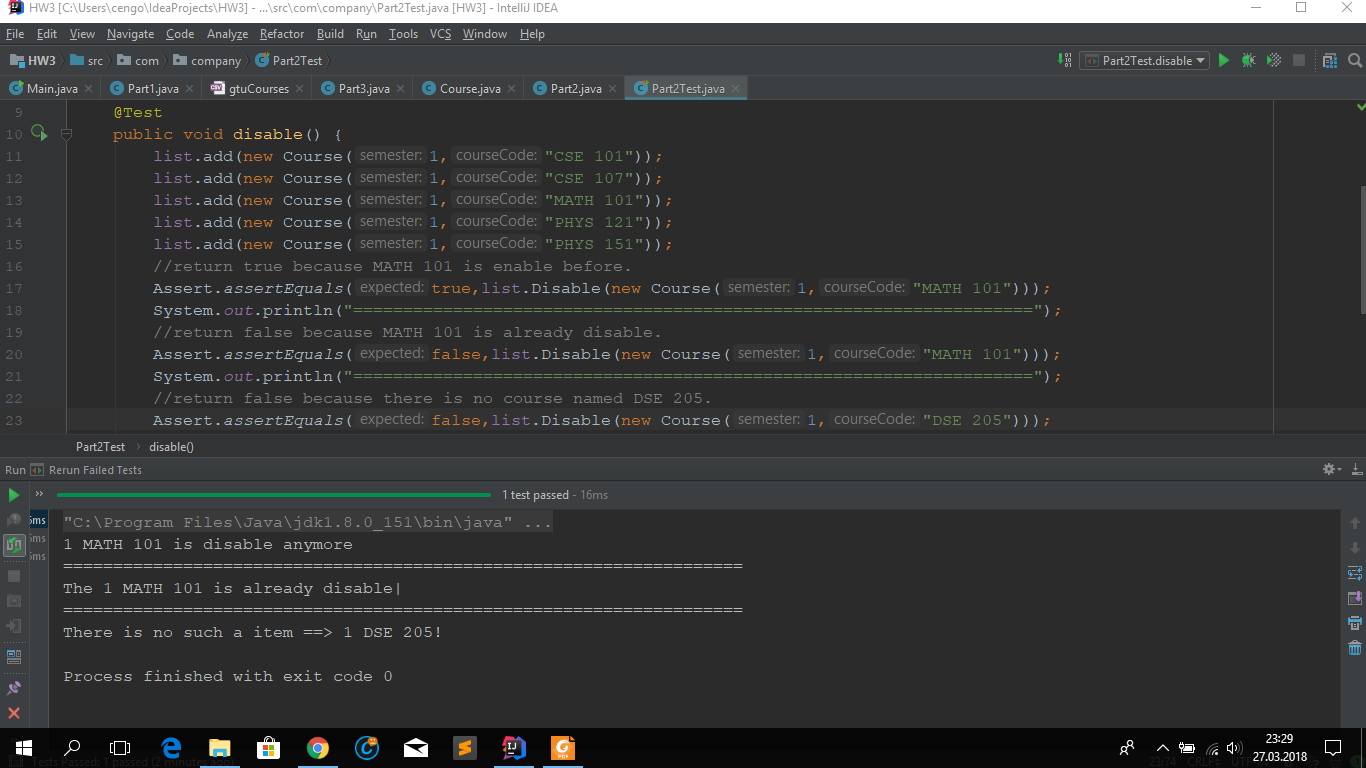 HW3 [C:\Users\cengo\IdeaProjects\HW3] - ...\src\com\company\Part2Test.java [HW3] - IntelliJ IDEA
File Edit View Navigate Code Analyze Refactor Build Run Tools VCS Window Help
HW3 src com company Part2Test Part2Test.disable
Main.java Part1.java gtuCourses Part3.java Course.java Part2.java Part2Test.java
9 @Test
10 public void disable() {
11 list.add(new Course( semester: 1, courseCode: "CSE 101"));
12 list.add(new Course( semester: 1, courseCode: "CSE 107"));
13 list.add(new Course( semester: 1, courseCode: "MATH 101"));
14 list.add(new Course( semester: 1, courseCode: "PHYS 121"));
15 list.add(new Course( semester: 1, courseCode: "PHYS 151"));
16 //return true because MATH 101 is enable before.
17 Assert.assertEquals( expected: true,list.Disable(new Course( semester: 1, courseCode: "MATH 101")));
18 System.out.println("====================================================================");
19 //return false because MATH 101 is already disable.
20 Assert.assertEquals( expected: false,list.Disable(new Course( semester: 1, courseCode: "MATH 101")));
21 System.out.println("====================================================================");
22 //return false because there is no course named DSE 205.
23 Assert.assertEquals( expected: false,list.Disable(new Course( semester: 1, courseCode: "DSE 205")));
Part2Test disable()
Run Rerun Failed Tests
1 test passed - 16ms
"C:\Program Files\Java\jdk1.8.0_151\bin\java" ...
1 MATH 101 is disable anymore
====================================================================
The 1 MATH 101 is already disable
====================================================================
There is no such a item ==> 1 DSE 205!
Process finished with exit code 0
23:29
27.03.2018
Tests Passed: 1 passed (2 minutes ago)
23:74 CRLF